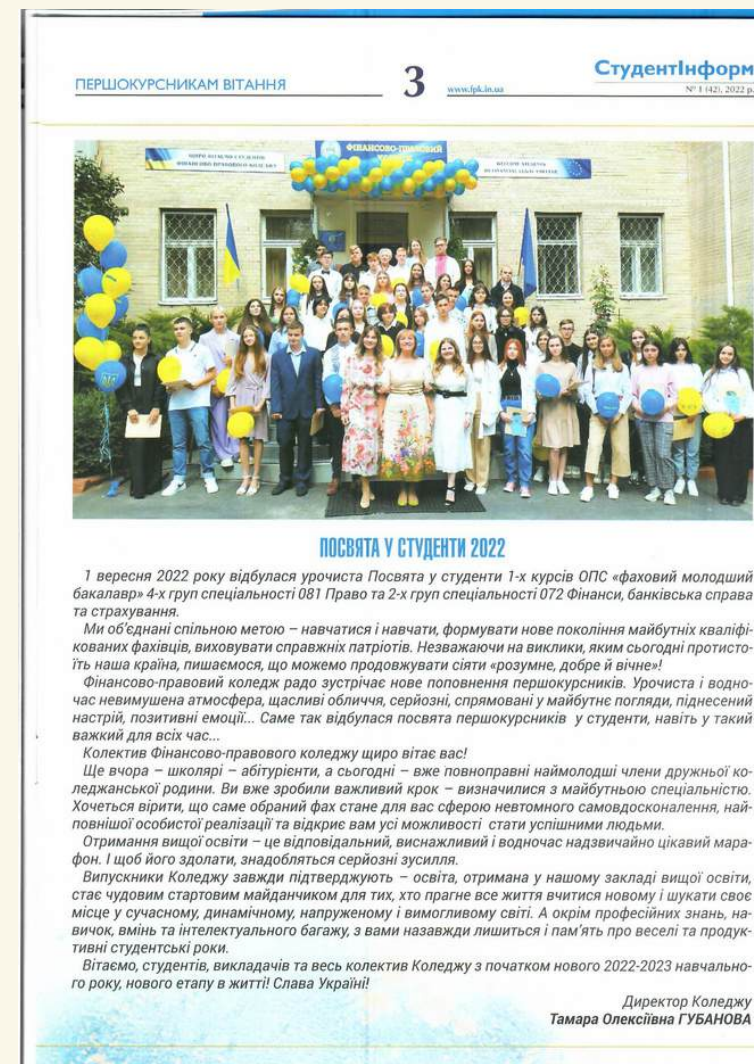 ПЕРШОКУРСНИКАМ ВІТАННЯ
3
www.fpk.in.ua
СтудентІнформ
№ 1 (42), 2022 р.
ФІНАНСОВО-ПРАВОВИЙ
ПОСВЯТА У СТУДЕНТИ 2022
1 вересня 2022 року відбулася урочиста Посвята у студенти 1-х курсів ОПС «фаховий молодший
бакалавр» 4-х груп спеціальності 081 Право та 2-х груп спеціальності 072 Фінанси, банківська справа
та страхування.
Ми об’єднані спільною метою – навчатися і навчати, формувати нове покоління майбутніх кваліфі-
кованих фахівців, виховувати справжніх патріотів. Незважаючи на виклики, яким сьогодні протисто-
їть наша країна, пишаємося, що можемо продовжувати сіяти «розумне, добре й вічне»!
Фінансово-правовий коледж радо зустрічає нове поповнення першокурсників. Урочиста і водно-
час невимушена атмосфера, щасливі обличчя, серйозні, спрямовані у майбутнє погляди, піднесений
настрій, позитивні емоції... Саме так відбулася посвята першокурсників у студенти, навіть у такий
важкий для всіх час...
Колектив Фінансово-правового коледжу щиро вітає вас!
Ще вчора – школярі – абітурієнти, а сьогодні – вже повноправні наймолодші члени дружньої ко-
леджанської родини. Ви вже зробили важливий крок – визначилися з майбутньою спеціальністю.
Хочеться вірити, що саме обраний фах стане для вас сферою невтомного самовдосконалення, най-
повнішої особистої реалізації та відкриє вам усі можливості стати успішними людьми.
Отримання вищої освіти – це відповідальний, виснажливий і водночас надзвичайно цікавий мара-
фон. І щоб його здолати, знадобляться серйозні зусилля.
Випускники Коледжу завжди підтверджують – освіта, отримана у нашому закладі вищої освіти,
стає чудовим стартовим майданчиком для тих, хто прагне все життя вчитися новому і шукати своє
місце у сучасному, динамічному, напруженому і вимогливому світі. А окрім професійних знань, на-
вичок, вмінь та інтелектуального багажу, з вами назавжди лишиться і пам’ять про веселі та продук-
тивні студентські роки.
Вітаємо, студентів, викладачів та весь колектив Коледжу з початком нового 2022-2023 навчально-
го року, нового етапу в житті! Слава Україні!
Директор Коледжу
Тамара Олексіївна ГУБАНОВА